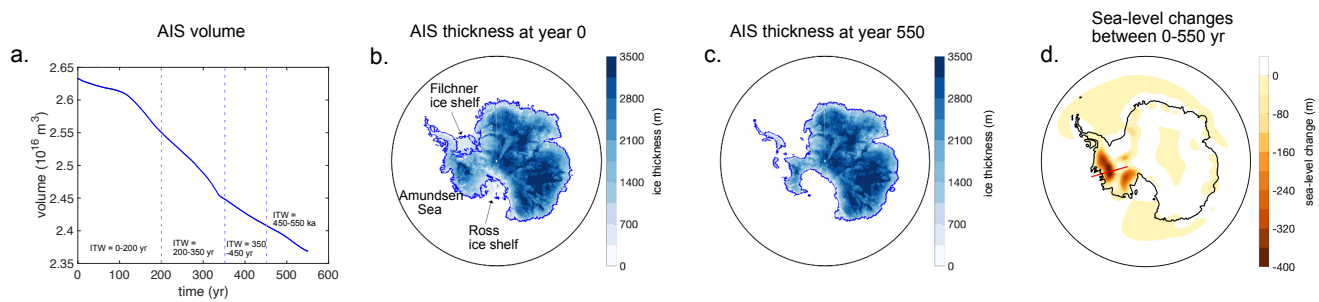 a.
AIS volume
2.65
2.6
2.55
2.5
2.45
2.4
2.35
volume (10^16 m^3)
0
100
200
300
400
500
600
time (yr)
ITW = 0-200 yr
ITW =
200-350 yr
ITW = 350
-450 yr
ITW =
450-550 ka
b.
AIS thickness at year 0
Filchner
ice shelf
Amundsen
Sea
Ross
ice shelf
3500
2800
2100
1400
700
0
ice thickness (m)
c.
AIS thickness at year 550
3500
2800
2100
1400
700
0
ice thickness (m)
d.
Sea-level changes
between 0-550 yr
0
-80
-160
-240
-320
-400
sea-level change (m)